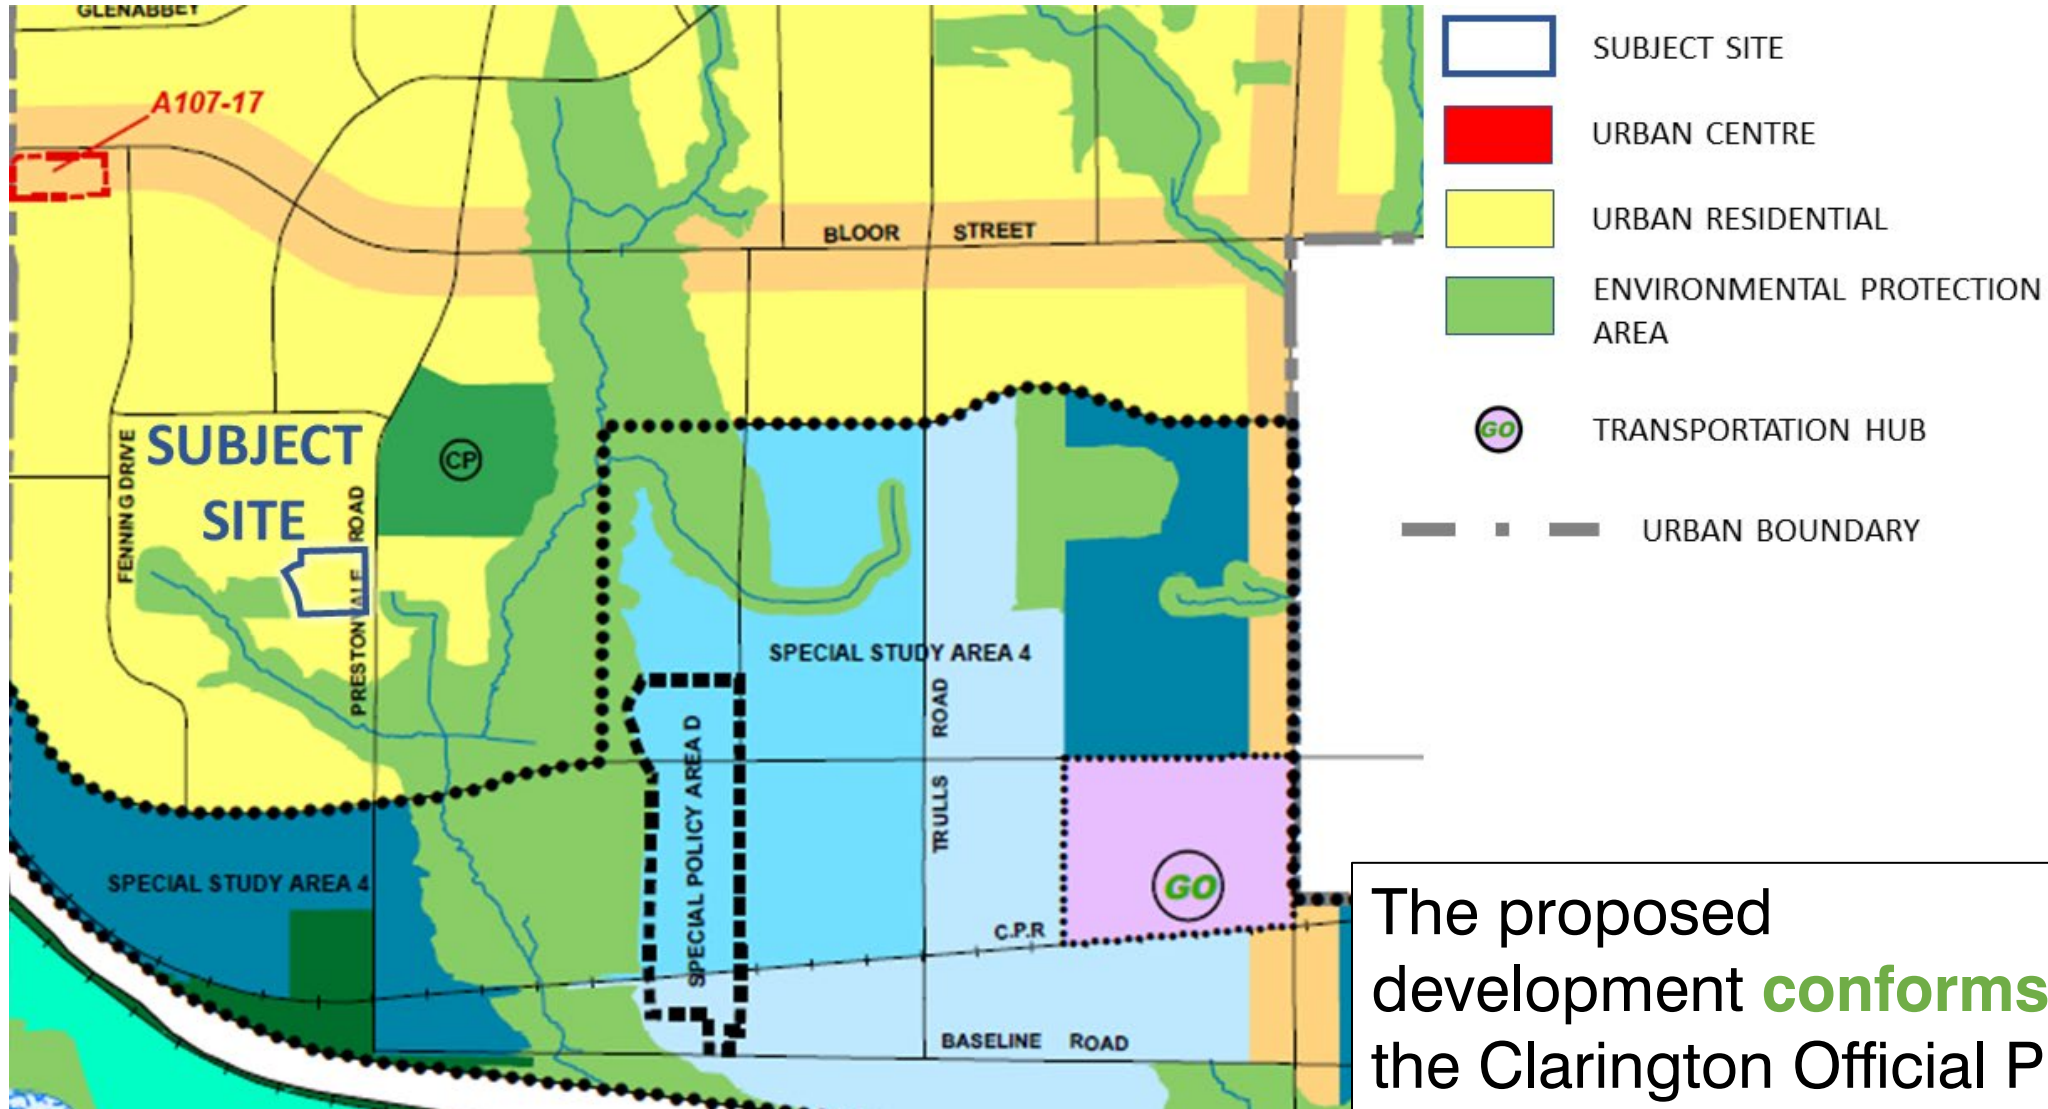 GLENABBEY
A107-17
BLOOR STREET
FENNING DRIVE
SUBJECT
SITE
PRESTONVALE ROAD
CP
SPECIAL STUDY AREA 4
SPECIAL POLICY AREA D
TRULLS ROAD
SPECIAL STUDY AREA 4
GO
C.P.R
BASELINE ROAD
SUBJECT SITE
URBAN CENTRE
URBAN RESIDENTIAL
ENVIRONMENTAL PROTECTION
AREA
GO
TRANSPORTATION HUB
URBAN BOUNDARY
The proposed
development conforms
the Clarington Official P